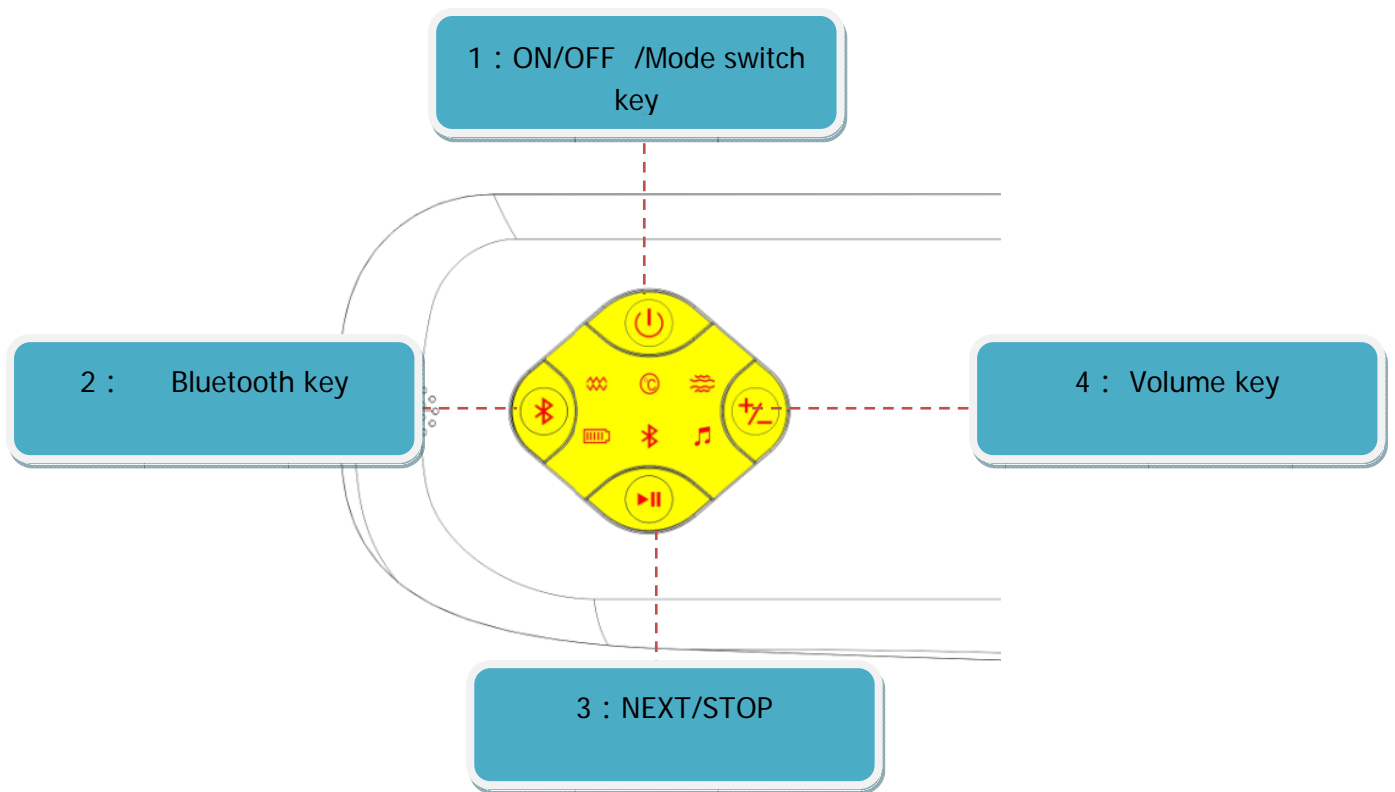 1：ON/OFF /Mode switch
key
2： Bluetooth key
4：Volume key
℃
+/−
3：NEXT/STOP